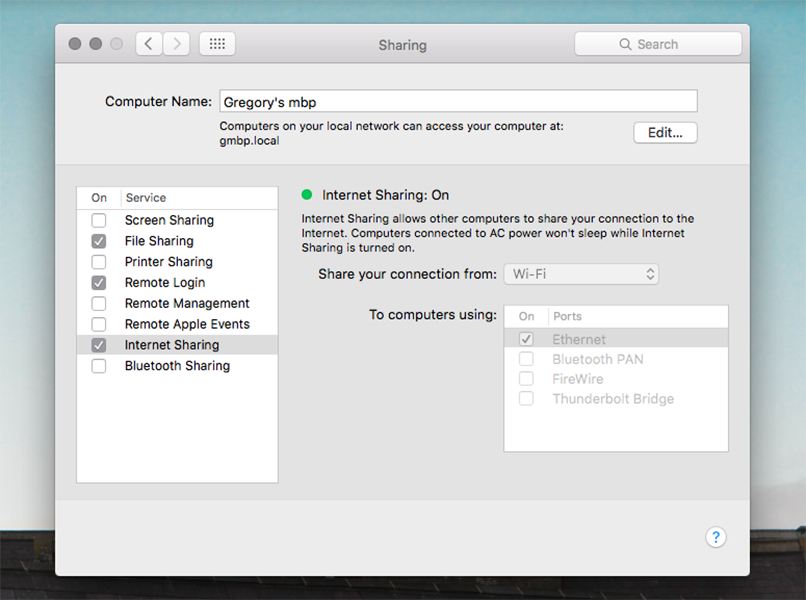 Sharing
Search
Computer Name:
Gregory's mbp
Computers on your local network can access your computer at:
gmbp.local
Edit...
On
Service
Screen Sharing
File Sharing
Printer Sharing
Remote Login
Remote Management
Remote Apple Events
Internet Sharing
Bluetooth Sharing
Internet Sharing: On
Internet Sharing allows other computers to share your connection to the
Internet. Computers connected to AC power won't sleep while Internet
Sharing is turned on.
Share your connection from:
Wi-Fi
To computers using:
On
Ports
Ethernet
Bluetooth PAN
FireWire
Thunderbolt Bridge
?